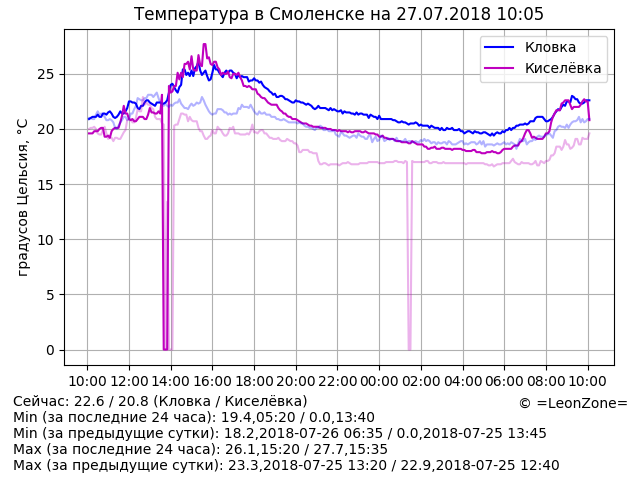 Температура в Смоленске на 27.07.2018 10:05
Кловка
Киселёвка
градусов Цельсия, °C
25
20
15
10
5
0
10:00 12:00 14:00 16:00 18:00 20:00 22:00 00:00 02:00 04:00 06:00 08:00 10:00
Сейчас: 22.6 / 20.8 (Кловка / Киселёвка)
© =LeonZone=
Min (за последние 24 часа): 19.4,05:20 / 0.0,13:40
Min (за предыдущие сутки): 18.2,2018-07-26 06:35 / 0.0,2018-07-25 13:45
Max (за последние 24 часа): 26.1,15:20 / 27.7,15:35
Max (за предыдущие сутки): 23.3,2018-07-25 13:20 / 22.9,2018-07-25 12:40